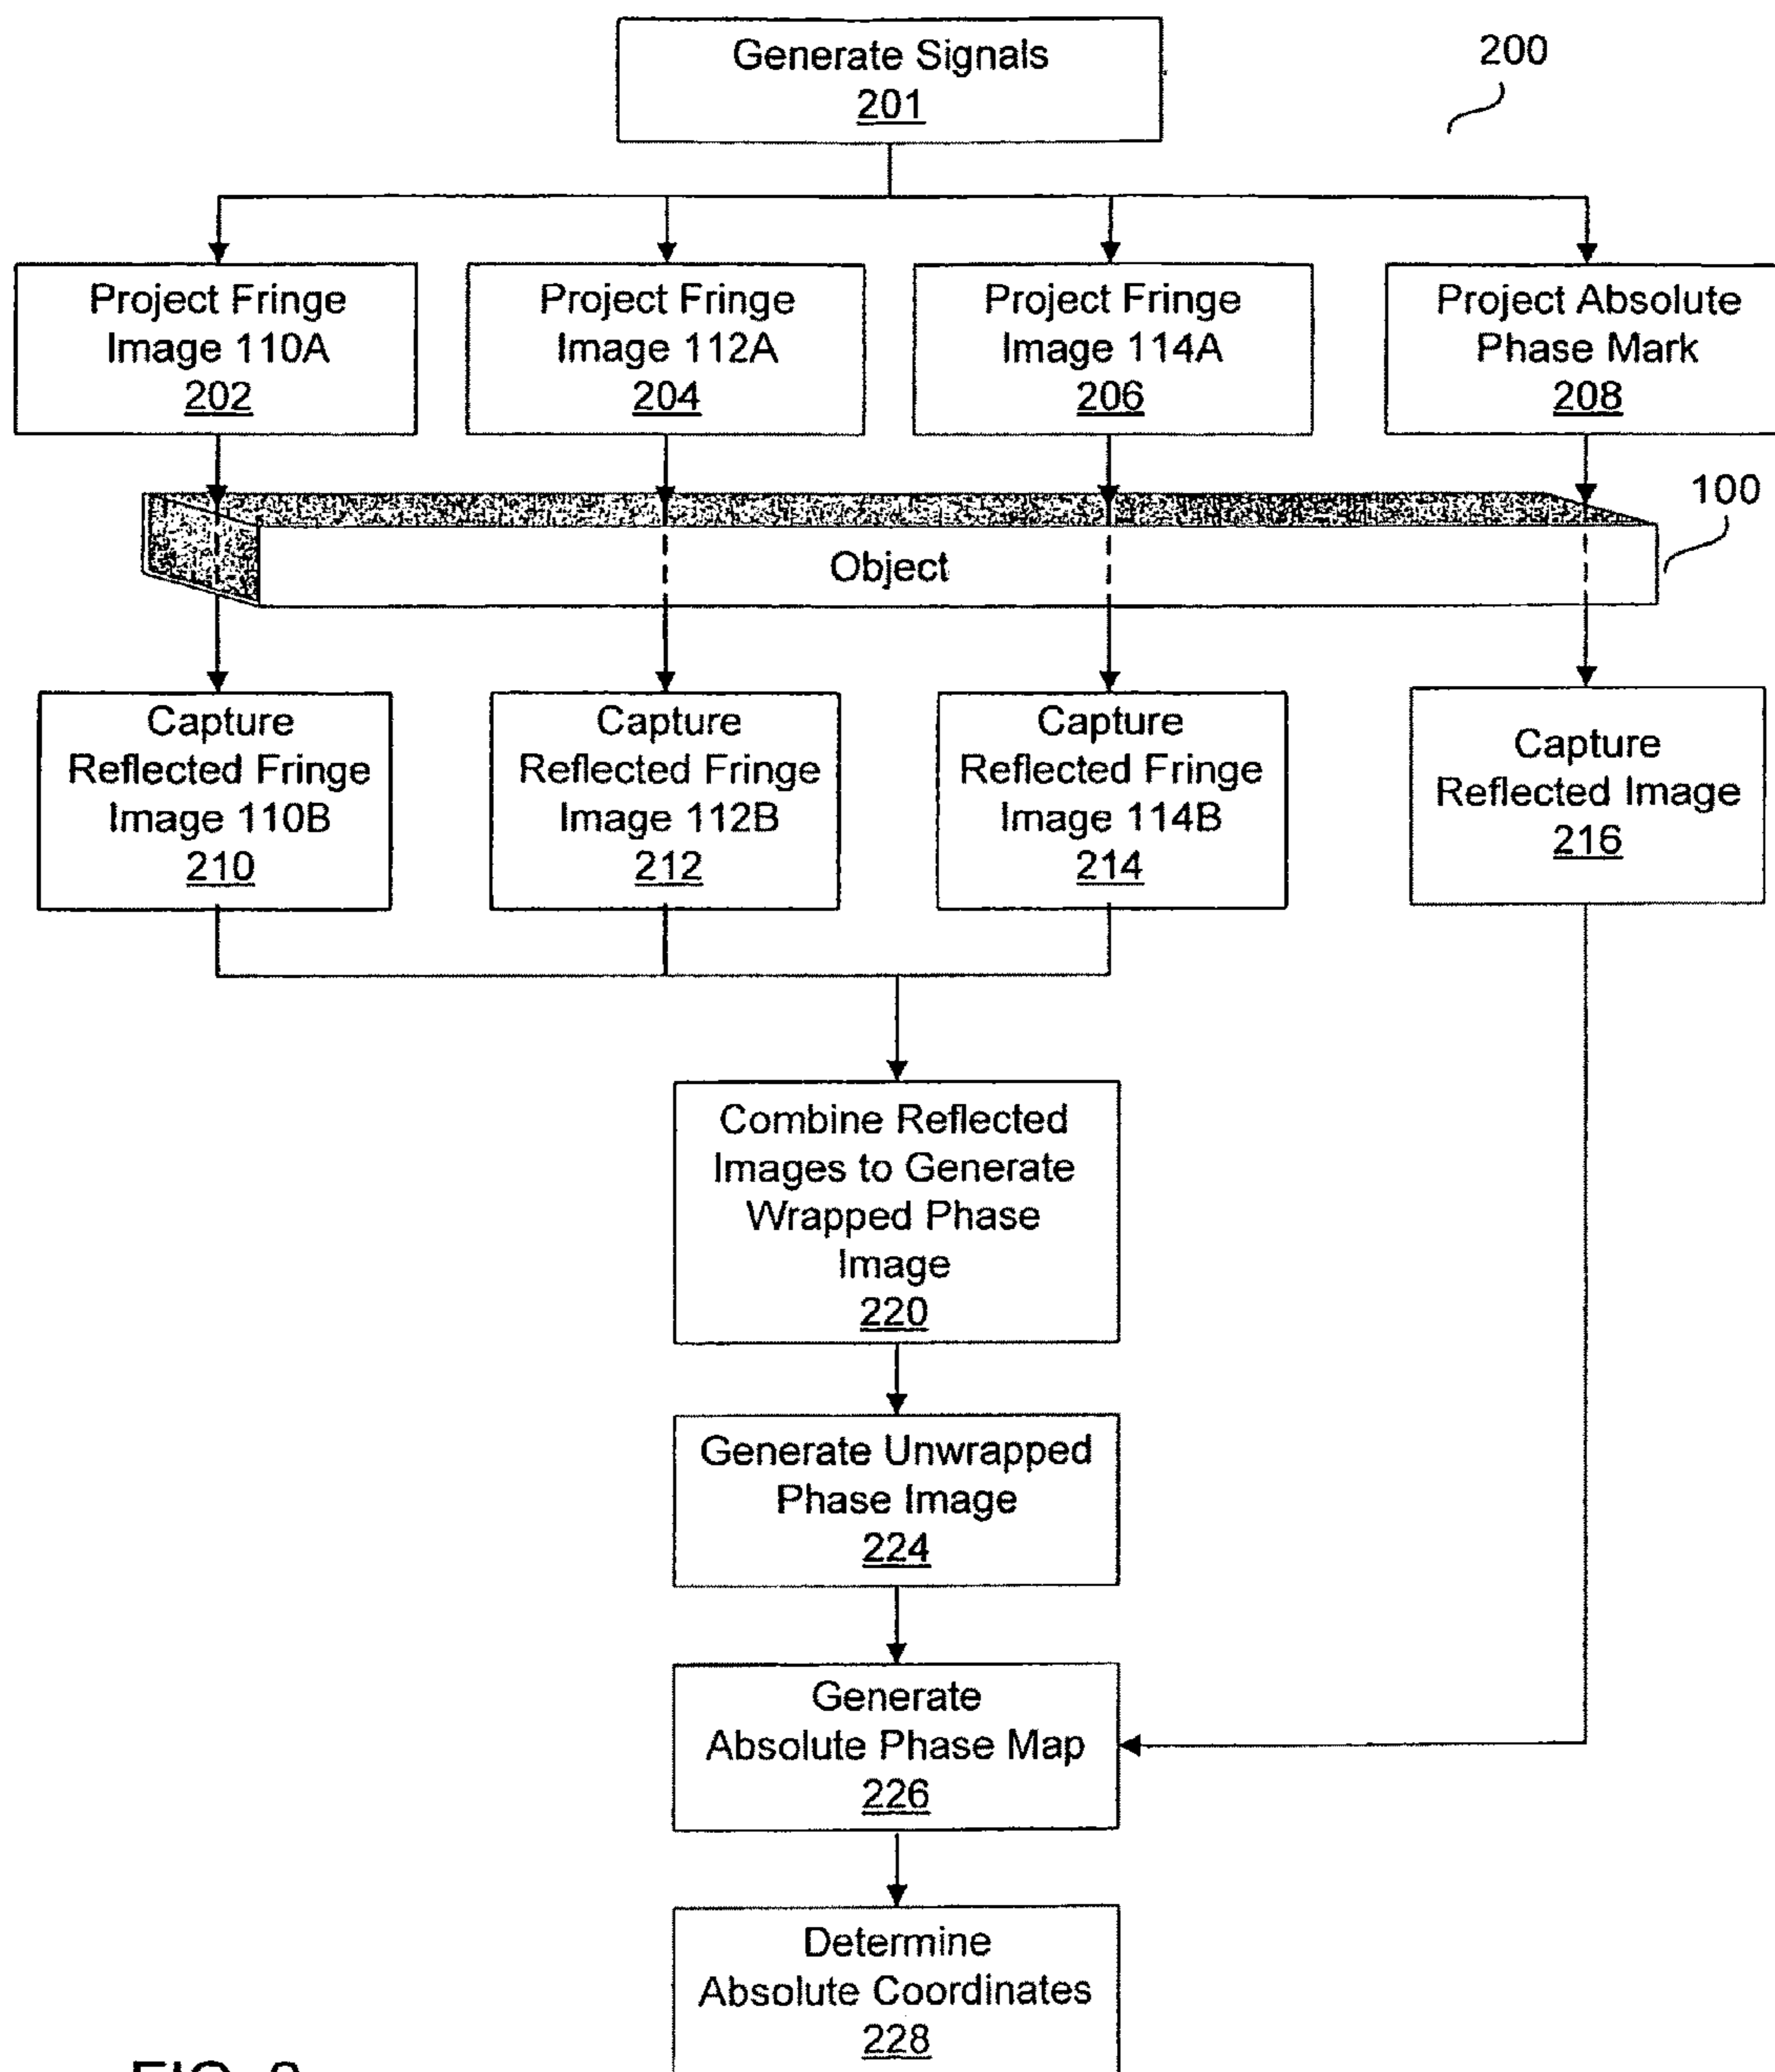 Generate Signals
201
200
Project Fringe
Image 110A
202
Project Fringe
Image 112A
204
Project Fringe
Image 114A
206
Project Absolute
Phase Mark
208
100
Object
Capture
Reflected Fringe
Image 110B
210
Capture
Reflected Fringe
Image 112B
212
Capture
Reflected Fringe
Image 114B
214
Capture
Reflected Image
216
Combine Reflected
Images to Generate
Wrapped Phase
Image
220
Generate Unwrapped
Phase Image
224
Generate
Absolute Phase Map
226
Determine
Absolute Coordinates
228